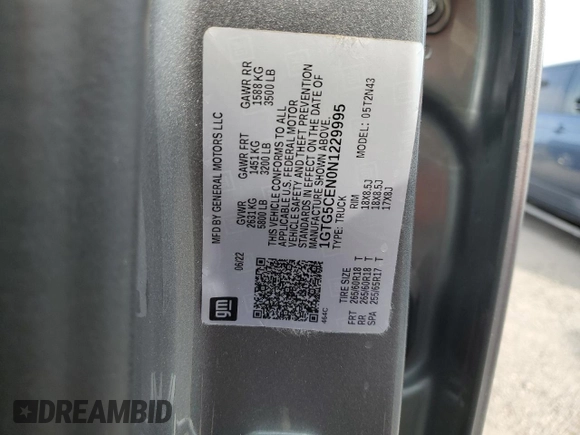 MFD BY GENERAL MOTORS LLC
06/22
GVWR
2631 KG
5800 LB
GAWR FRT
1451 KG
3200 LB
GAWR RR
1588 KG
3500 LB
THIS VEHICLE CONFORMS TO ALL
APPLICABLE U.S. FEDERAL MOTOR
VEHICLE SAFETY AND THEFT PREVENTION
STANDARDS IN EFFECT ON THE DATE OF
MANUFACTURE SHOWN ABOVE.
1GTG5CEN0N1229995
TYPE: TRUCK
MODEL: 05T2N43
gm
464C
TIRE SIZE RIM
FRT 265/60R18 T 18X8.5J
RR 265/60R18 T 18X8.5J
SPA 255/65R17 T 17X8J
DREAMBID